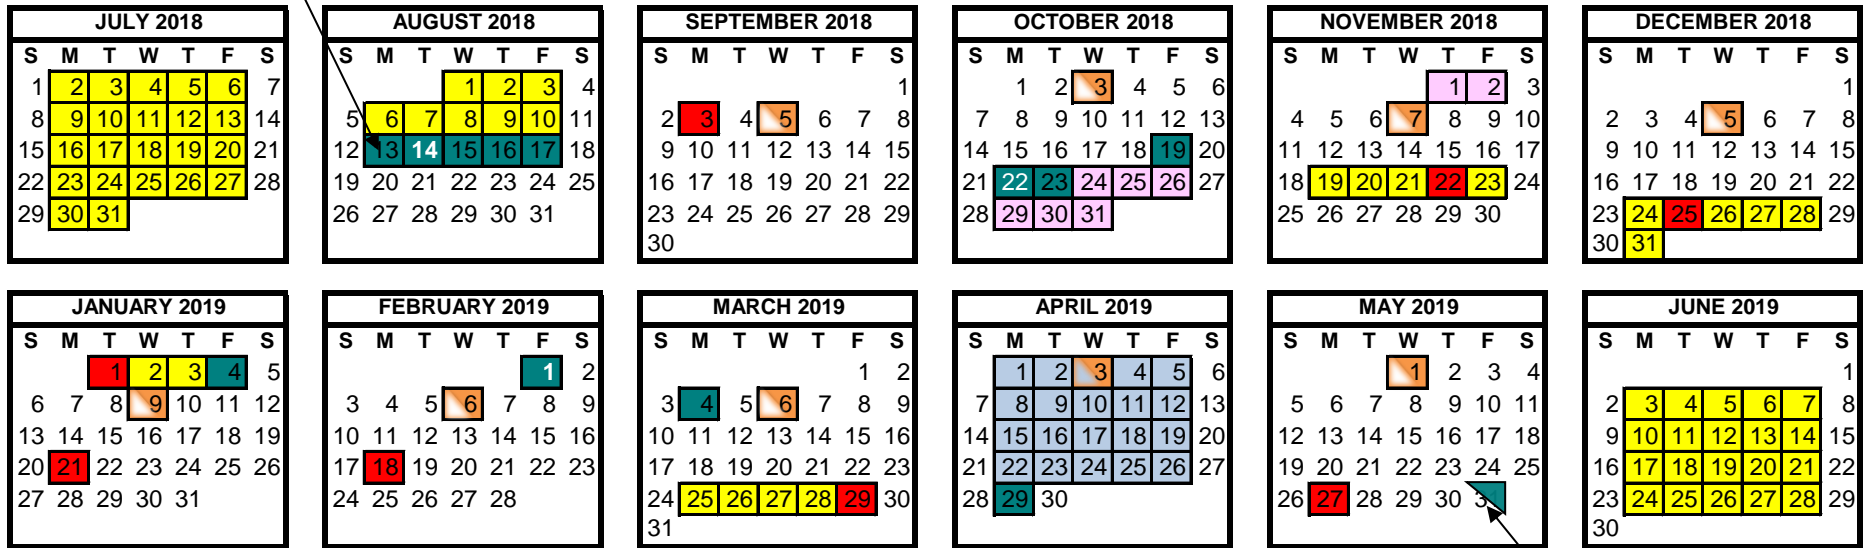 JULY 2018
S M T W T F S
1 2 3 4 5 6 7
8 9 10 11 12 13 14
15 16 17 18 19 20 21
22 23 24 25 26 27 28
29 30 31
AUGUST 2018
S M T W T F S
1 2 3 4
5 6 7 8 9 10 11
12 13 14 15 16 17 18
19 20 21 22 23 24 25
26 27 28 29 30 31
SEPTEMBER 2018
S M T W T F S
1
2 3 4 5 6 7 8
9 10 11 12 13 14 15
16 17 18 19 20 21 22
23 24 25 26 27 28 29
30
OCTOBER 2018
S M T W T F S
1 2 3 4 5 6
7 8 9 10 11 12 13
14 15 16 17 18 19 20
21 22 23 24 25 26 27
28 29 30 31
NOVEMBER 2018
S M T W T F S
1 2 3
4 5 6 7 8 9 10
11 12 13 14 15 16 17
18 19 20 21 22 23 24
25 26 27 28 29 30
DECEMBER 2018
S M T W T F S
1
2 3 4 5 6 7 8
9 10 11 12 13 14 15
16 17 18 19 20 21 22
23 24 25 26 27 28 29
30 31
JANUARY 2019
S M T W T F S
1 2 3 4 5
6 7 8 9 10 11 12
13 14 15 16 17 18 19
20 21 22 23 24 25 26
27 28 29 30 31
FEBRUARY 2019
S M T W T F S
1 2
3 4 5 6 7 8 9
10 11 12 13 14 15 16
17 18 19 20 21 22 23
24 25 26 27 28
MARCH 2019
S M T W T F S
1 2
3 4 5 6 7 8 9
10 11 12 13 14 15 16
17 18 19 20 21 22 23
24 25 26 27 28 29 30
31
APRIL 2019
S M T W T F S
1 2 3 4 5 6
7 8 9 10 11 12 13
14 15 16 17 18 19 20
21 22 23 24 25 26 27
28 29 30
MAY 2019
S M T W T F S
1 2 3 4
5 6 7 8 9 10 11
12 13 14 15 16 17 18
19 20 21 22 23 24 25
26 27 28 29 30 31
JUNE 2019
S M T W T F S
1
2 3 4 5 6 7 8
9 10 11 12 13 14 15
16 17 18 19 20 21 22
23 24 25 26 27 28 29
30